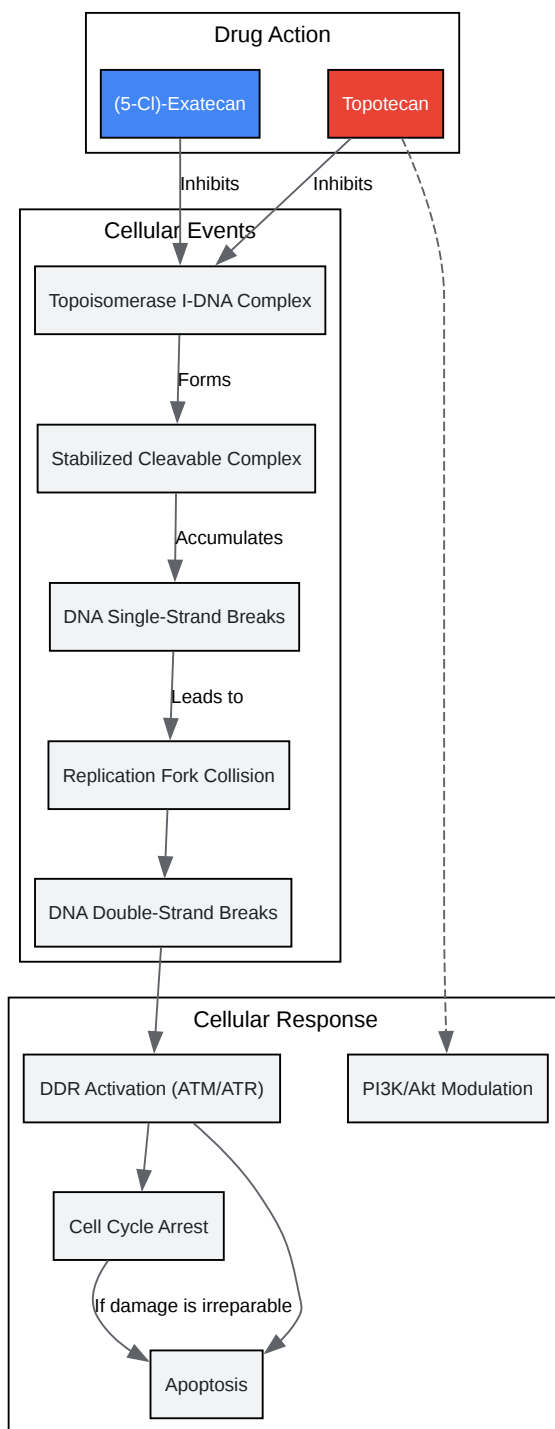 Drug Action
(5-Cl)-Exatecan
Topotecan
Inhibits
Inhibits
Cellular Events
Topoisomerase I-DNA Complex
Forms
Stabilized Cleavable Complex
Accumulates
DNA Single-Strand Breaks
Leads to
Replication Fork Collision
DNA Double-Strand Breaks
Cellular Response
DDR Activation (ATM/ATR)
PI3K/Akt Modulation
Cell Cycle Arrest
If damage is irreparable
Apoptosis